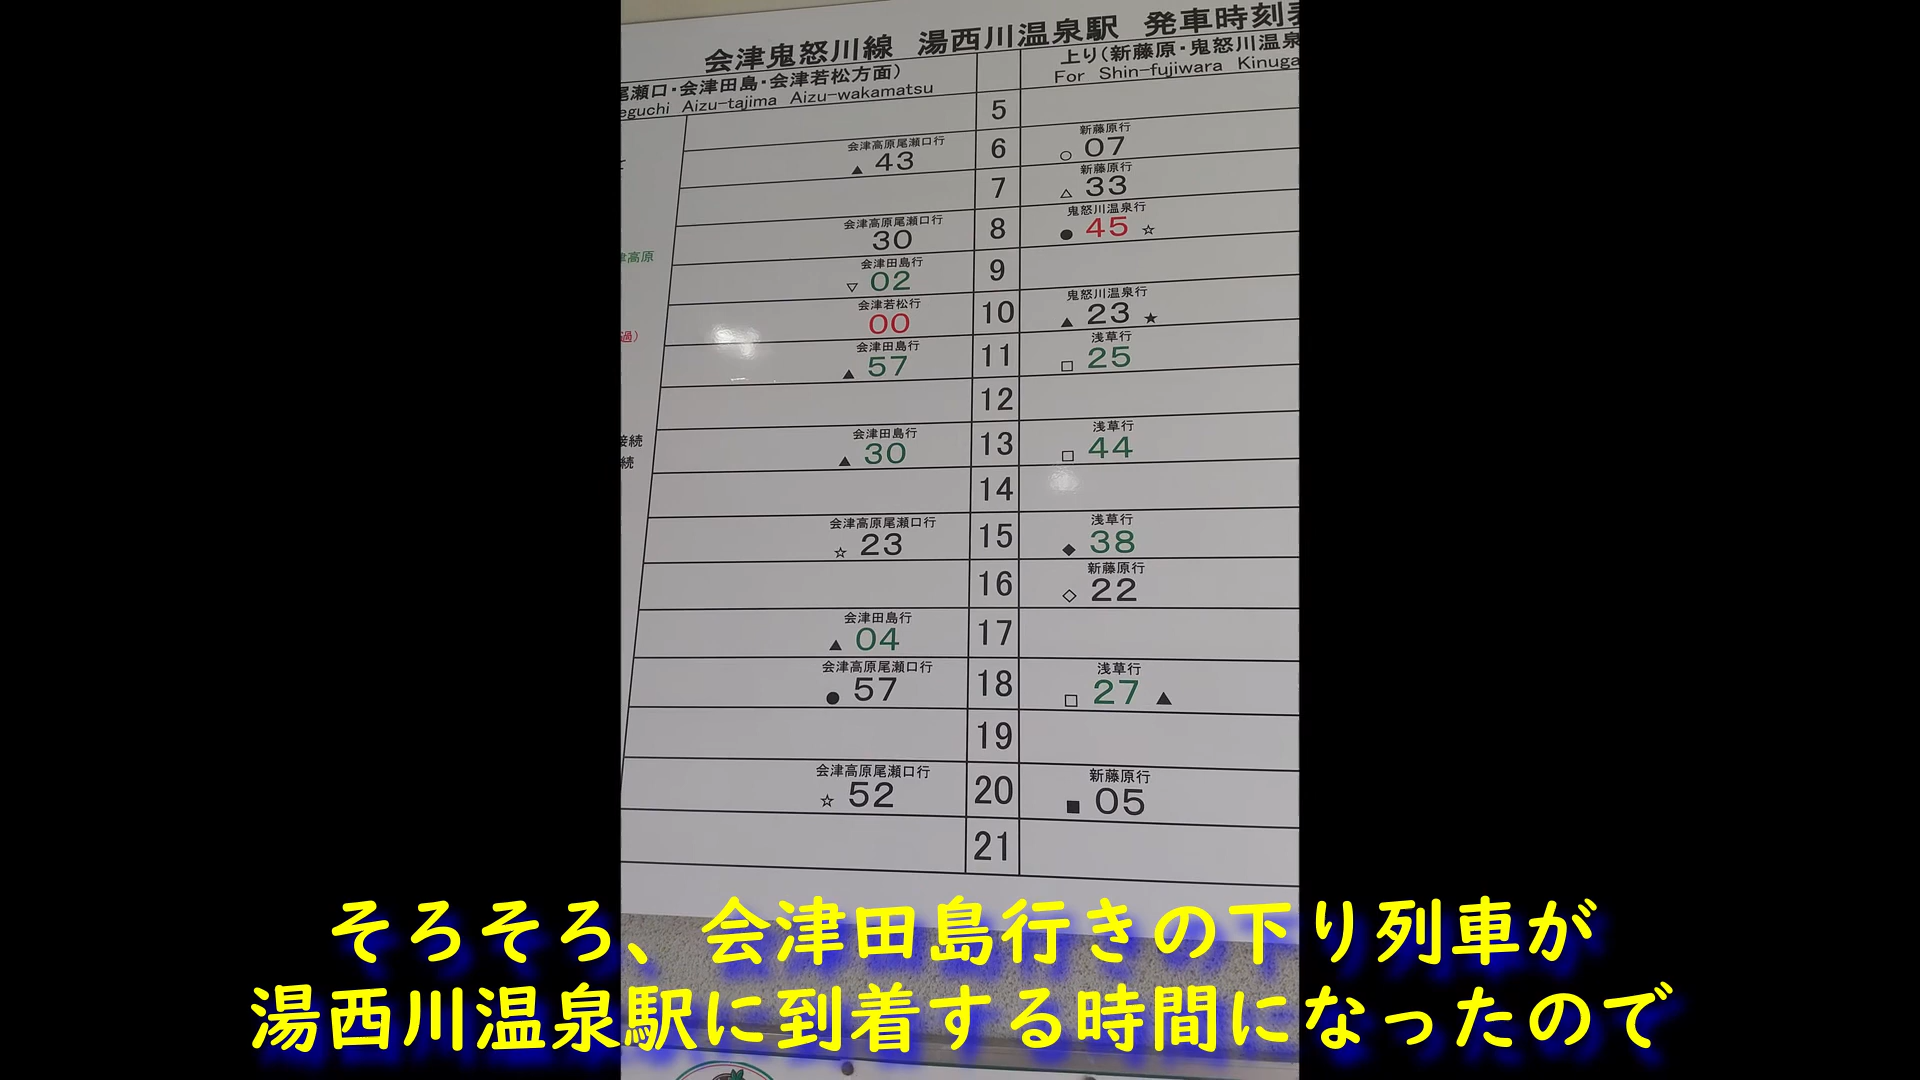 会津鬼怒川線 湯西川温泉駅 発車時刻
尾瀬口・会津田島・会津若松方面)
eguchi Aizu-tajima Aizu-wakamatsu
上り(新藤原・鬼怒川温泉
For Shin-fujiwara Kinuga
5
会津高原尾瀬口行
▲ 43
6
新藤原行
○ 07
7
新藤原行
△ 33
会津高原尾瀬口行
30
8
鬼怒川温泉行
● 45 ☆
会津田島行
▽ 02
9
会津若松行
00
10
鬼怒川温泉行
▲ 23 ★
会津田島行
▲ 57
11
浅草行
□ 25
12
会津田島行
▲ 30
13
浅草行
□ 44
14
会津高原尾瀬口行
☆ 23
15
浅草行
◆ 38
16
新藤原行
◇ 22
会津田島行
▲ 04
17
会津高原尾瀬口行
● 57
18
浅草行
□ 27 ▲
19
会津高原尾瀬口行
☆ 52
20
新藤原行
■ 05
21
津高原
過)
接続
続
そろそろ、会津田島行きの下り列車が
湯西川温泉駅に到着する時間になったので